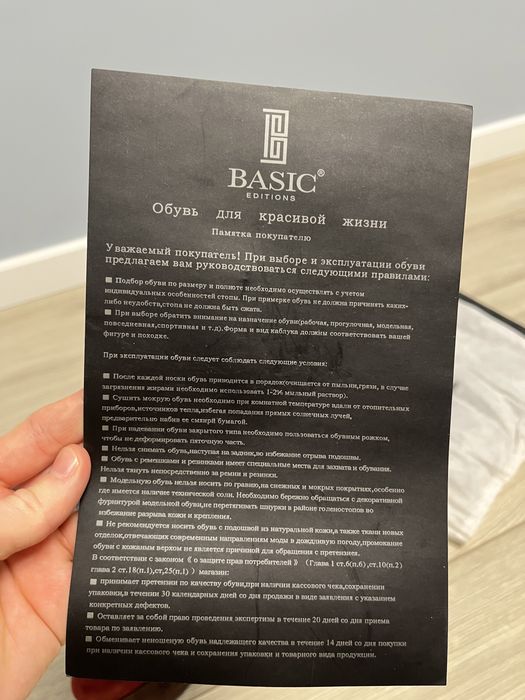 BASIC®
EDITIONS
Обувь для красивой жизни
Памятка покупателю
Уважаемый покупатель! При выборе и эксплуатации обуви
предлагаем вам руководствоваться следующими правилами:
■ Подбор обуви по размеру и полноте необходимо осуществлять с учетом
индивидуальных особенностей стопы. При примерке обувь не должна причинять каких-
либо неудобств,стопа не должна быть сжата.
■ При выборе обратить внимание на назначение обуви(рабочая, прогулочная, модельная,
повседневная,спортивная и т.д).Форма и вид каблука должны соответствовать вашей
фигуре и походке.
При эксплуатации обуви следует соблюдать следующие условия:
■ После каждой носки обувь приводится в порядок(очищается от пыльни,грязи, в случае
загрязнения жирами необходимо использовать 1-2% мыльный раствор).
■ Сушить мокрую обувь необходимо при комнатной температуре вдали от отопительных
приборов,источников тепла,избегая попадания прямых солнечных лучей,
предварительно набив ее смятой бумагой.
■ При надевании обуви закрытого типа необходимо пользоваться обувным рожком,
чтобы не деформировать пяточную часть.
■ Нельзя снимать обувь,наступая на задник,во избежание отрыва подошвы.
■ Обувь с ремешками и резинками имеет специальные места для захвата и обувания.
Нельзя тянуть непосредственно за ремни и резинки.
■ Модельную обувь нельзя носить по гравию,на снежных и мокрых покрытиях,особенно
где имеется наличие технической соли. Необходимо бережно обращаться с декоративной
фурнитурой модельной обуви,не перетягивать шнурки в районе голеностопов во
избежание разрыва кожи и крепления.
■ Не рекомендуется носить обувь с подошвой из натуральной кожи,а также ткани новых
отделок,отвечающих современным направлениям моды в дождливую погоду,промокание
обуви с кожаным верхом не является причиной для обращения с претензиеи.
В соответствии с законом《о защите прав потребителей》(Глава 1 ст,6(п.6),ст.10(п.2)
глава 2 ст.18(п.1),ст,25(п,1) ) магазин:
■ принимает претензии по качеству обуви,при наличии кассового чека,сохранении
упаковки,в течении 30 календарных дней со дня продажи в виде заявления с указанием
конкретных дефектов.
■ Оставляет за собой право проведения экспертизы в течение 20 дней со дня приема
товара по заявлению.
■ Обменивает неношеную обувь надлежащего качества в течение 14 дней со дня покупки
при наличии кассового чека и сохранения упаковки и товарного вида продукции.